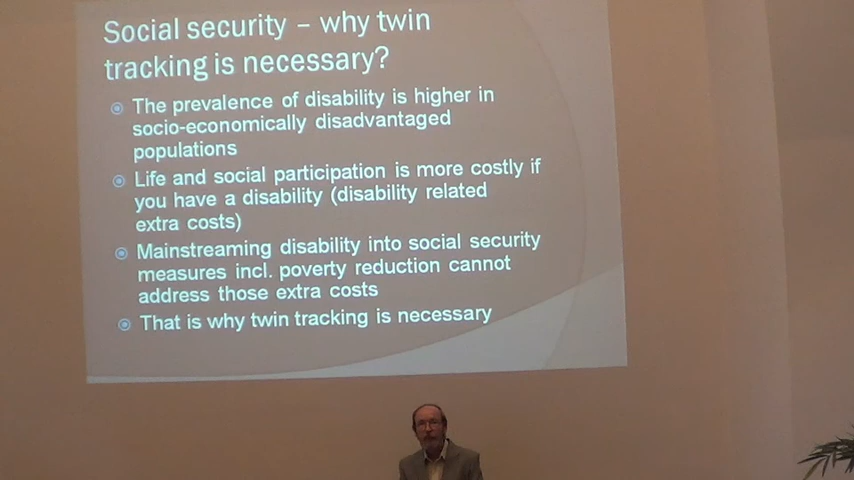 Social security – why twin
tracking is necessary?
The prevalence of disability is higher in
socio-economically disadvantaged
populations
Life and social participation is more costly if
you have a disability (disability related
extra costs)
Mainstreaming disability into social security
measures incl. poverty reduction cannot
address those extra costs
That is why twin tracking is necessary